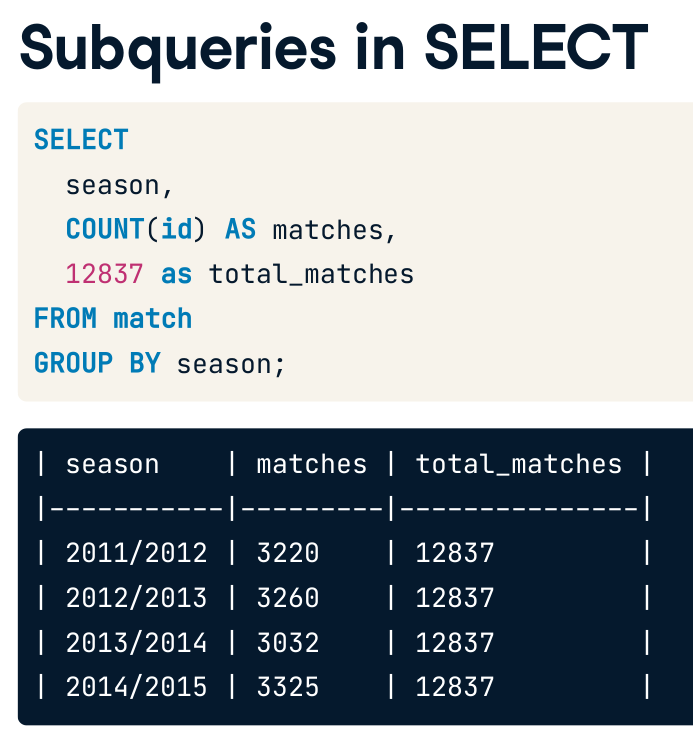 Subqueries in SELECT
SELECT
  season,
  COUNT(id) AS matches,
  12837 as total_matches
FROM match
GROUP BY season;
| season    | matches | total_matches |
|-----------|---------|---------------|
| 2011/2012 | 3220    | 12837         |
| 2012/2013 | 3260    | 12837         |
| 2013/2014 | 3032    | 12837         |
| 2014/2015 | 3325    | 12837         |